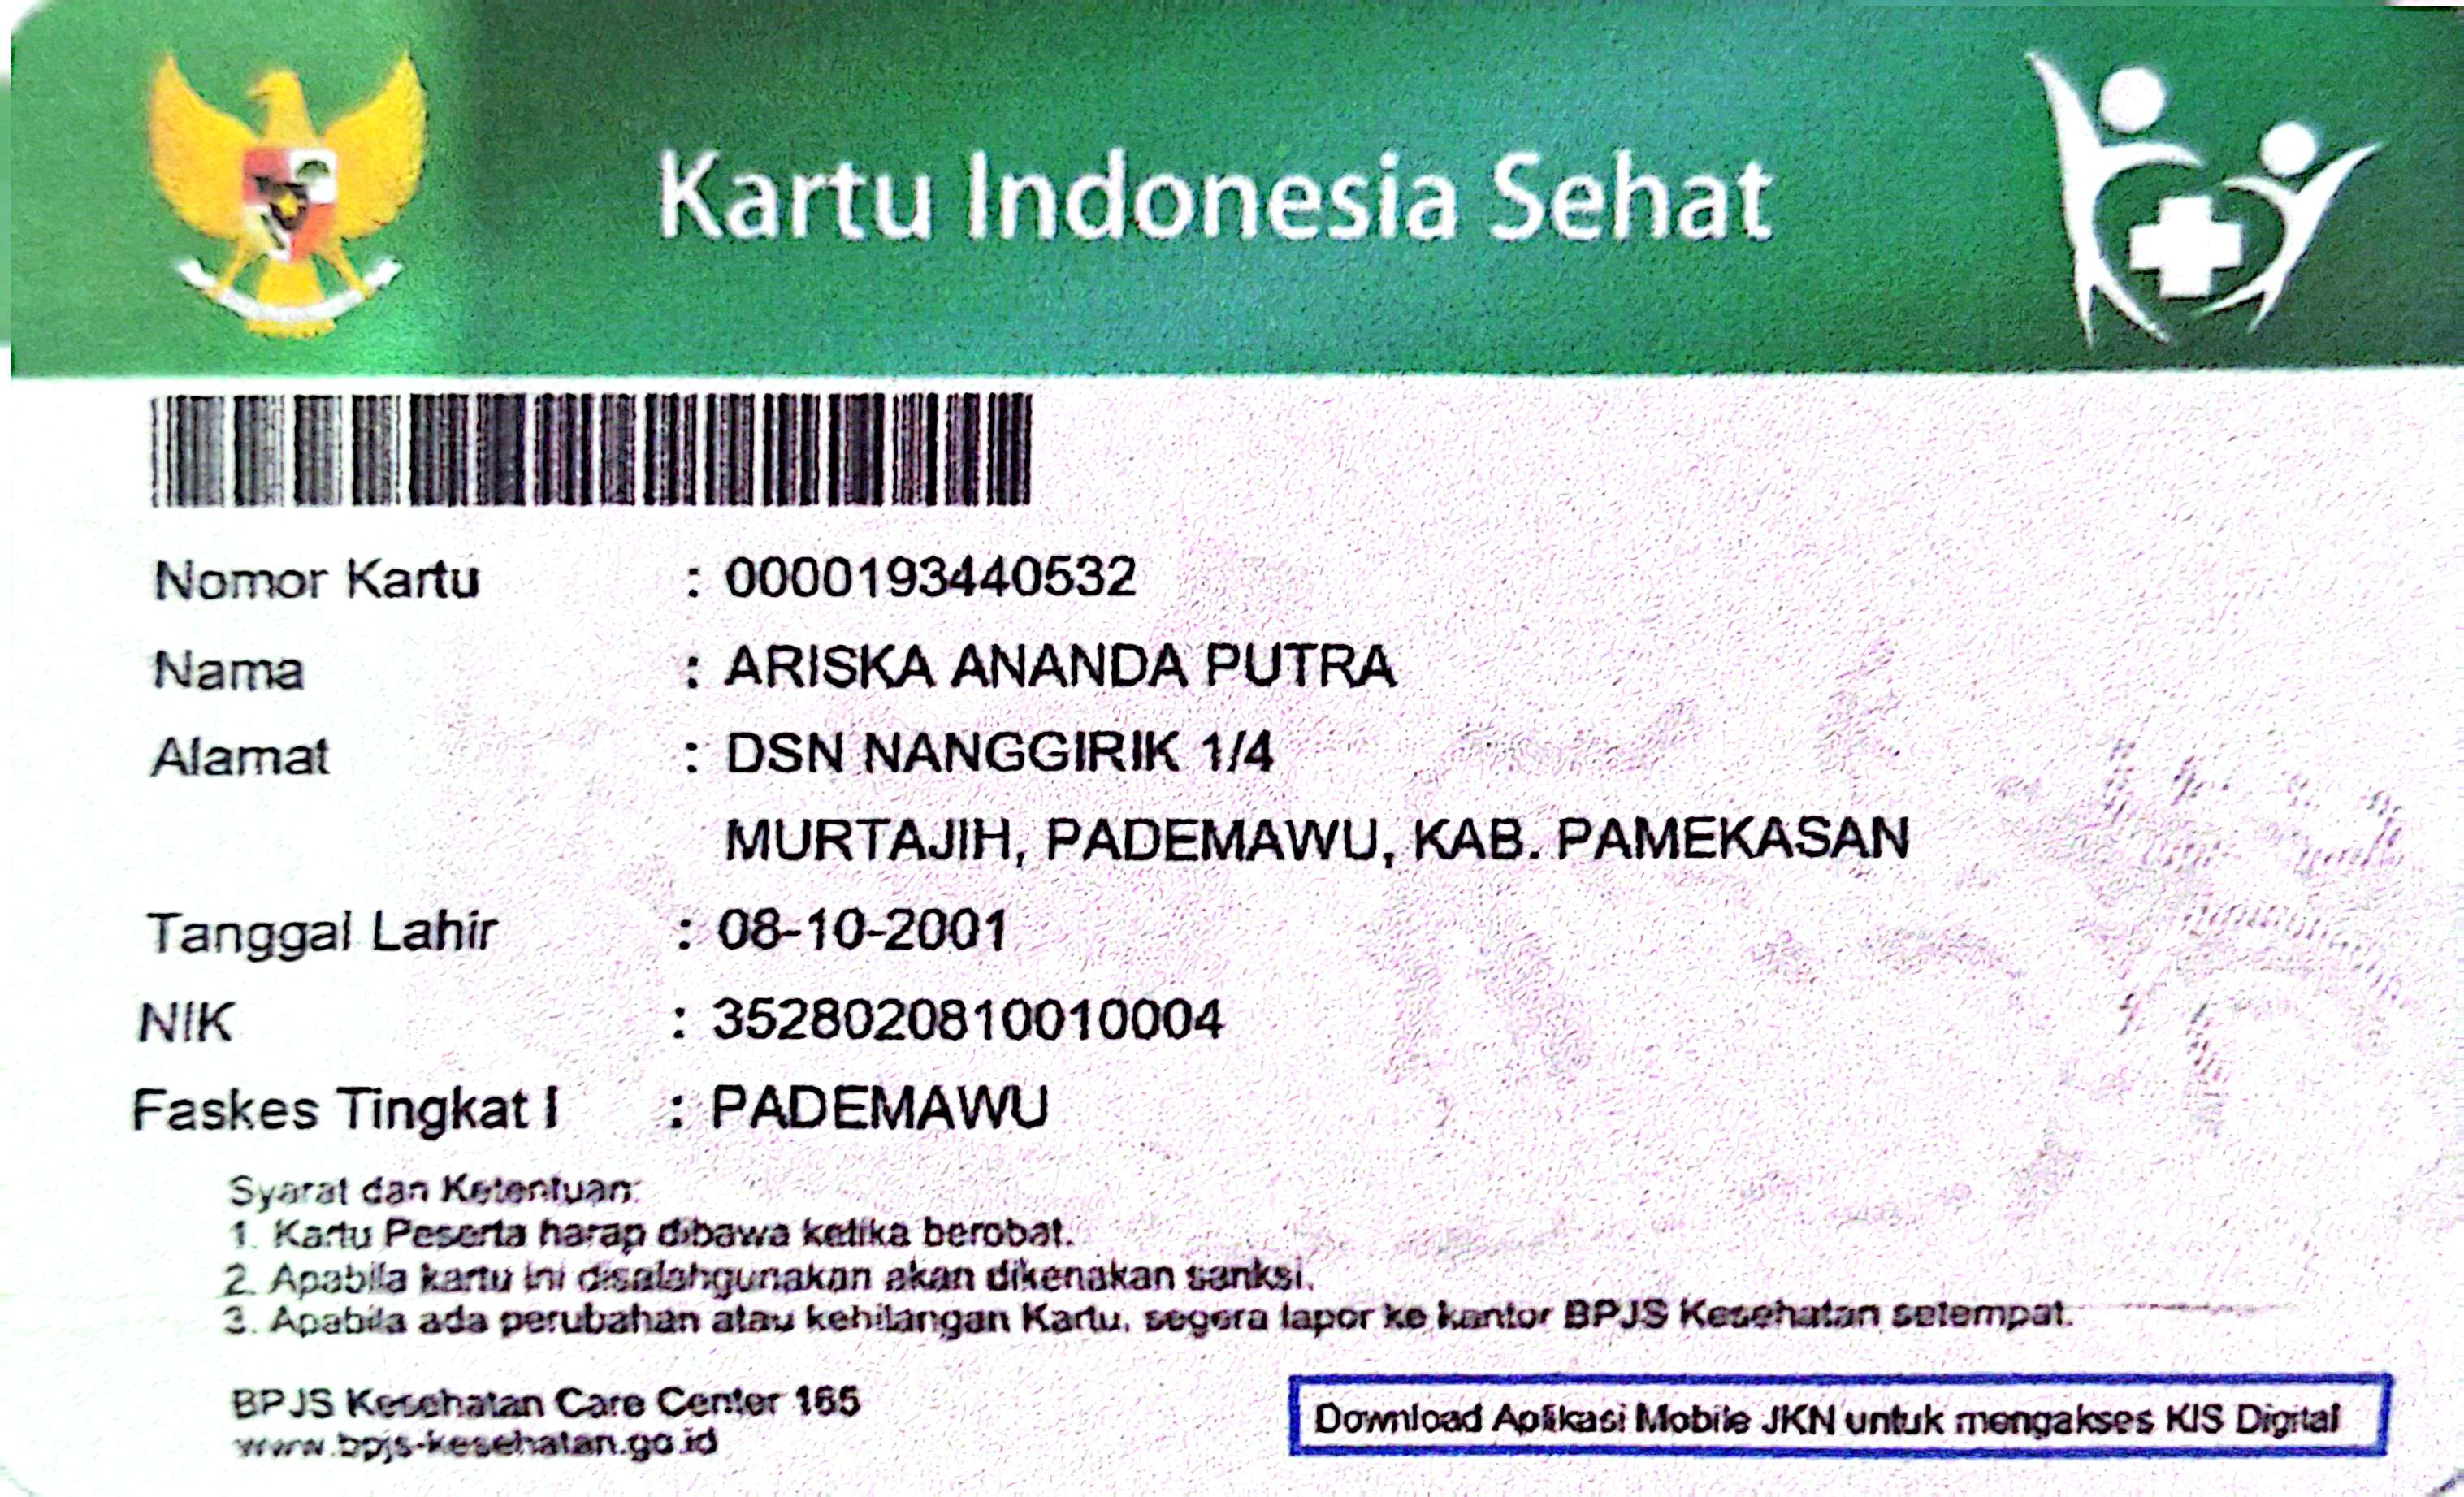 Kartu Indonesia Sehat
Nomor Kartu : 0000193440532
Nama : ARISKA ANANDA PUTRA
Alamat : DSN NANGGIRIK 1/4
MURTAJIH, PADEMAWU, KAB. PAMEKASAN
Tanggal Lahir : 08-10-2001
NIK : 3528020810010004
Faskes Tingkat I : PADEMAWU
Syarat dan Ketentuan:
1. Kartu Peserta harap dibawa ketika berobat.
2. Apabila kartu ini disalahgunakan akan dikenakan sanksi.
3. Apabila ada perubahan atau kehilangan Kartu, segera lapor ke kantor BPJS Kesehatan setempat.
BPJS Kesehatan Care Center 165
www.bpjs-kesehatan.go.id
Download Aplikasi Mobile JKN untuk mengakses KIS Digital